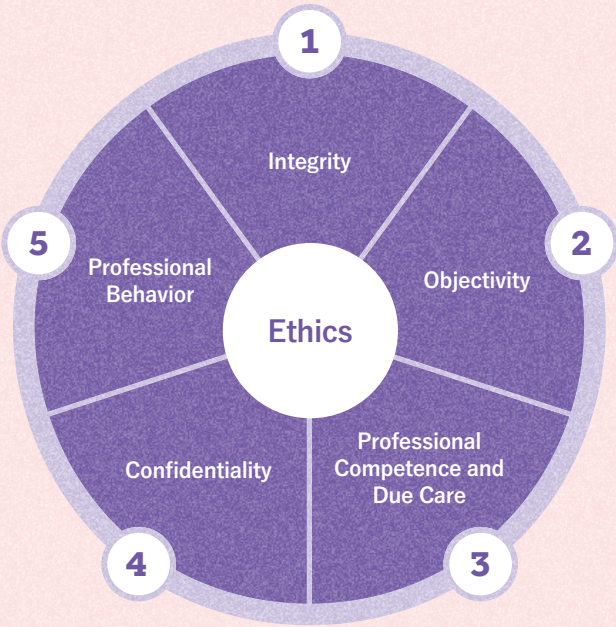 1
Integrity
2
Objectivity
3
Professional
Competence and
Due Care
4
Confidentiality
5
Professional
Behavior
Ethics